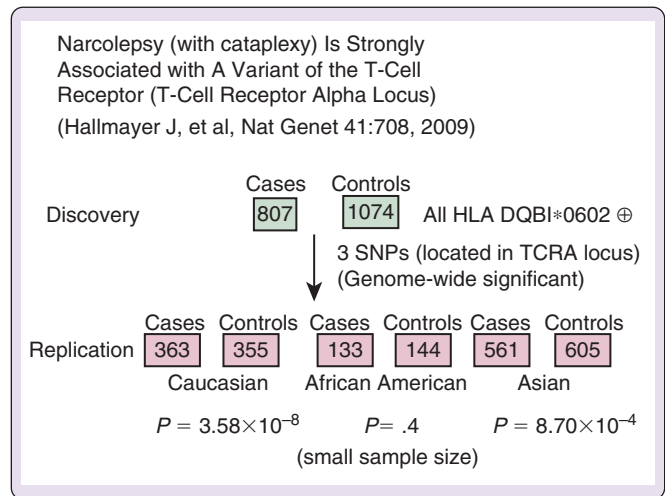 Narcolepsy (with cataplexy) Is Strongly
Associated with A Variant of the T-Cell
Receptor (T-Cell Receptor Alpha Locus)
(Hallmayer J, et al, Nat Genet 41:708, 2009)
Cases Controls
Discovery 807 1074 All HLA DQBI*0602 ⊕
3 SNPs (located in TCRA locus)
(Genome-wide significant)
Cases Controls Cases Controls Cases Controls
Replication 363 355 133 144 561 605
Caucasian African American Asian
P = 3.58×10⁻⁸ P= .4 P = 8.70×10⁻⁴
(small sample size)